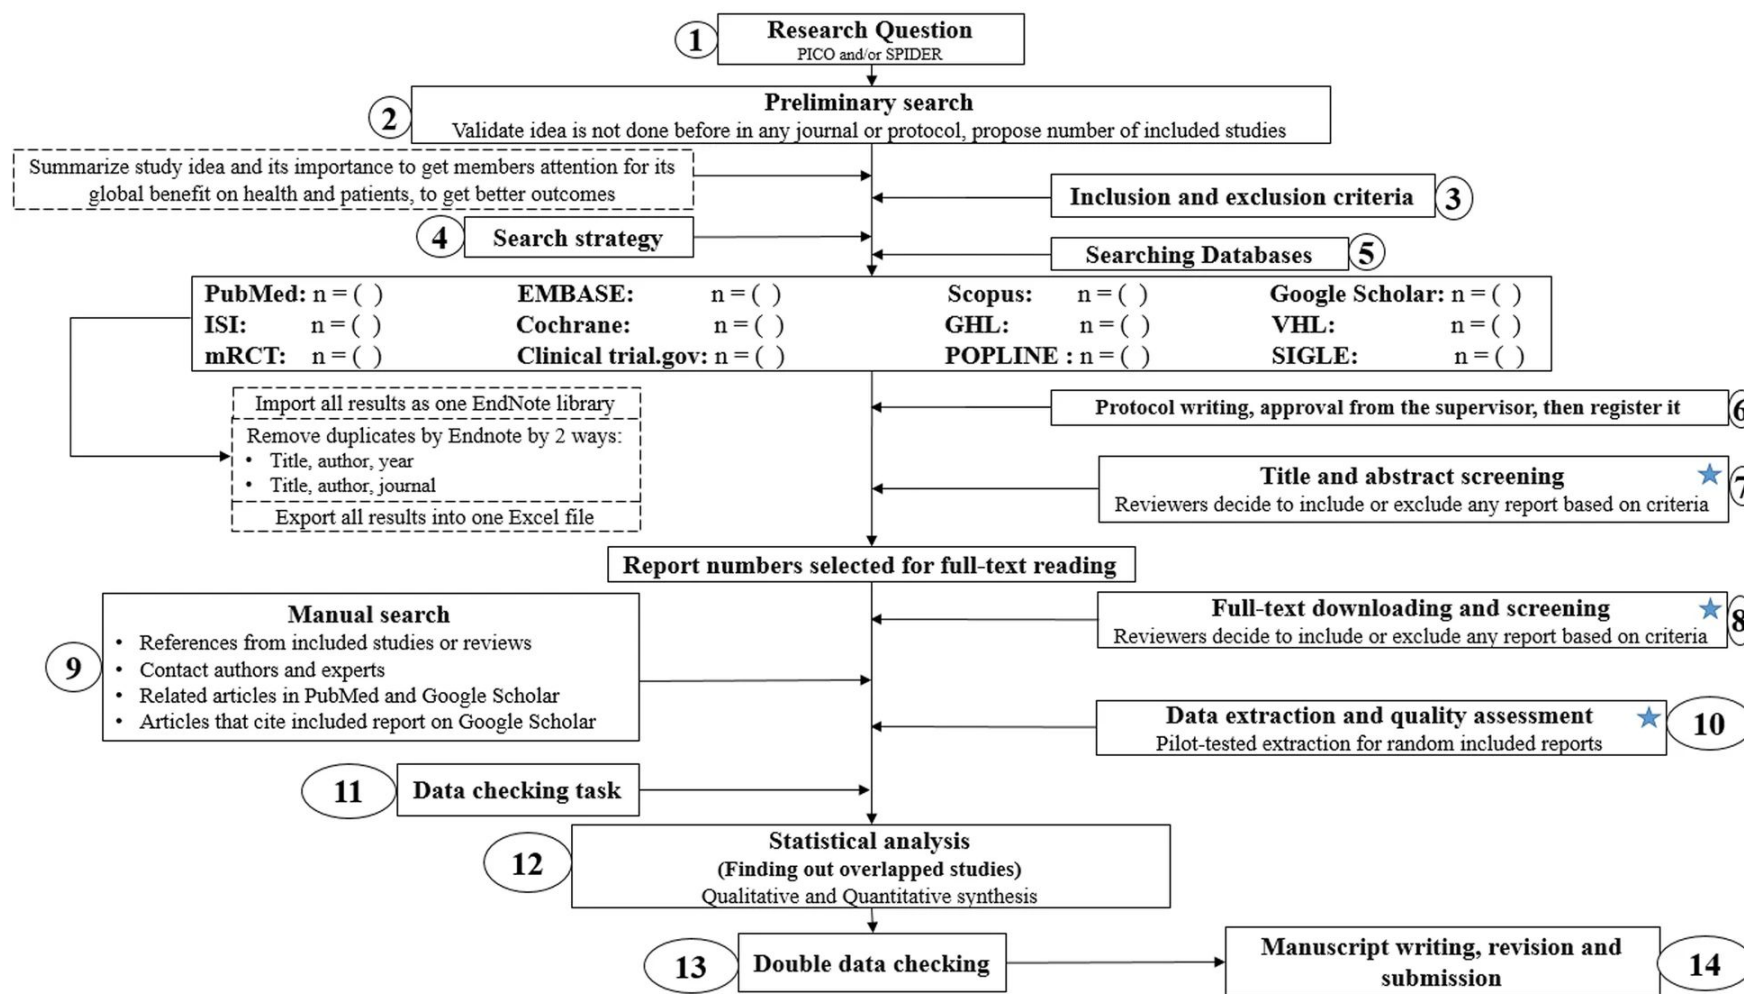 1
Research Question
PICO and/or SPIDER
2
Preliminary search
Validate idea is not done before in any journal or protocol, propose number of included studies
Summarize study idea and its importance to get members attention for its
global benefit on health and patients, to get better outcomes
Inclusion and exclusion criteria
3
4
Search strategy
Searching Databases
5
PubMed: n = ( ) EMBASE: n = ( ) Scopus: n = ( ) Google Scholar: n = ( )
ISI: n = ( ) Cochrane: n = ( ) GHL: n = ( ) VHL: n = ( )
mRCT: n = ( ) Clinical trial.gov: n = ( ) POPLINE : n = ( ) SIGLE: n = ( )
Import all results as one EndNote library
Remove duplicates by Endnote by 2 ways:
• Title, author, year
• Title, author, journal
Export all results into one Excel file
Protocol writing, approval from the supervisor, then register it
6
Title and abstract screening
Reviewers decide to include or exclude any report based on criteria
7
Report numbers selected for full-text reading
Full-text downloading and screening
Reviewers decide to include or exclude any report based on criteria
8
9
Manual search
• References from included studies or reviews
• Contact authors and experts
• Related articles in PubMed and Google Scholar
• Articles that cite included report on Google Scholar
Data extraction and quality assessment
Pilot-tested extraction for random included reports
10
11
Data checking task
12
Statistical analysis
(Finding out overlapped studies)
Qualitative and Quantitative synthesis
13
Double data checking
Manuscript writing, revision and
submission
14